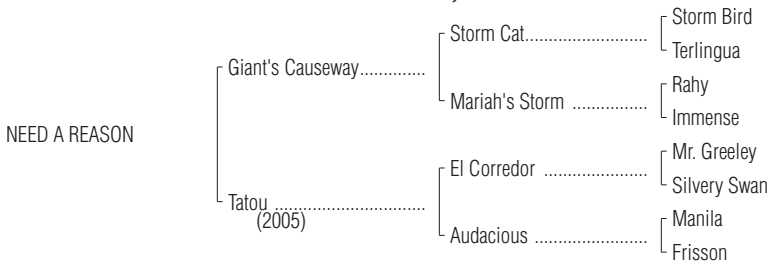 Storm Bird
Storm Cat..........................
Terlingua
Giant's Causeway..............
Rahy
Mariah's Storm ................
Immense
NEED A REASON
Mr. Greeley
El Corredor ......................
Silvery Swan
Tatou ................................
(2005)
Manila
Audacious ........................
Frisson